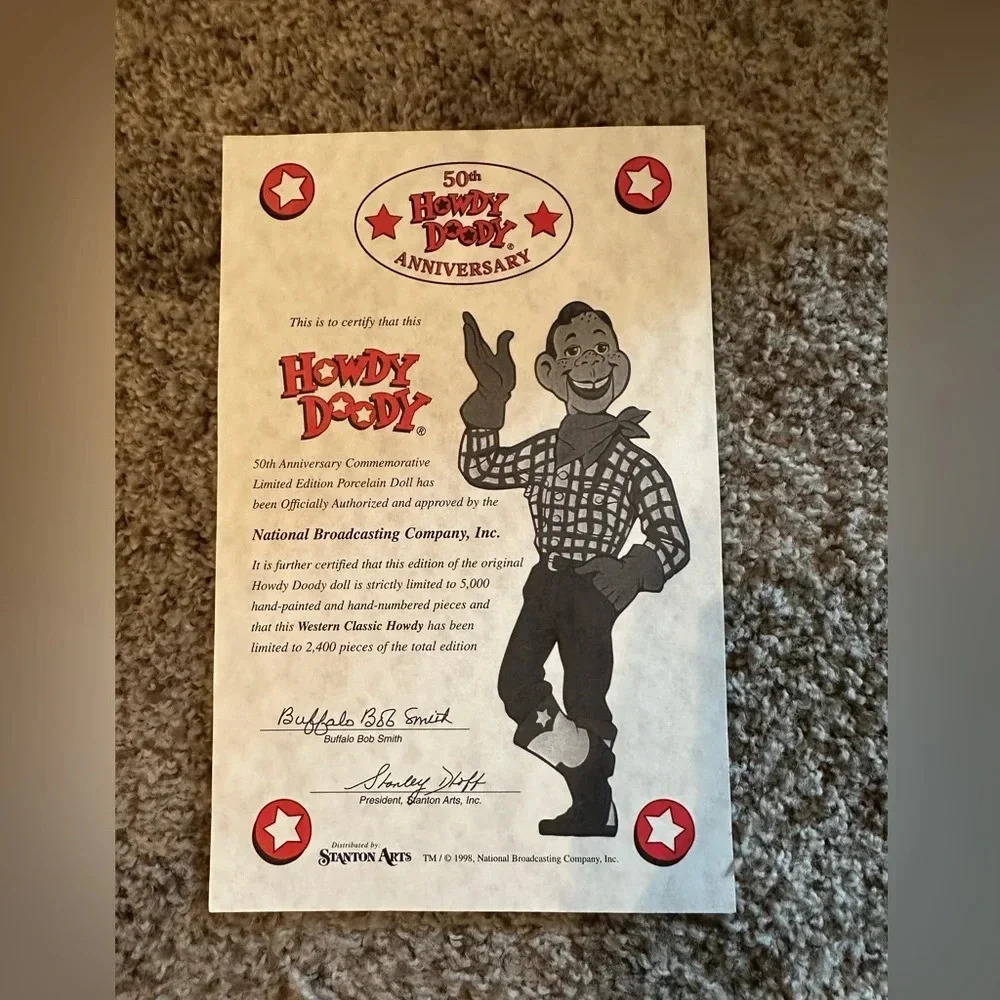 50th
HOWDY
DOODY®
ANNIVERSARY
This is to certify that this
HOWDY
DOODY®
50th Anniversary Commemorative
Limited Edition Porcelain Doll has
been Officially Authorized and approved by the
National Broadcasting Company, Inc.
It is further certified that this edition of the original
Howdy Doody doll is strictly limited to 5,000
hand-painted and hand-numbered pieces and
that this Western Classic Howdy has been
limited to 2,400 pieces of the total edition
Buffalo Bob Smith
Buffalo Bob Smith
Stanley
President, Stanton Arts, Inc.
Distributed by:
STANTON ARTS TM / © 1998, National Broadcasting Company, Inc.